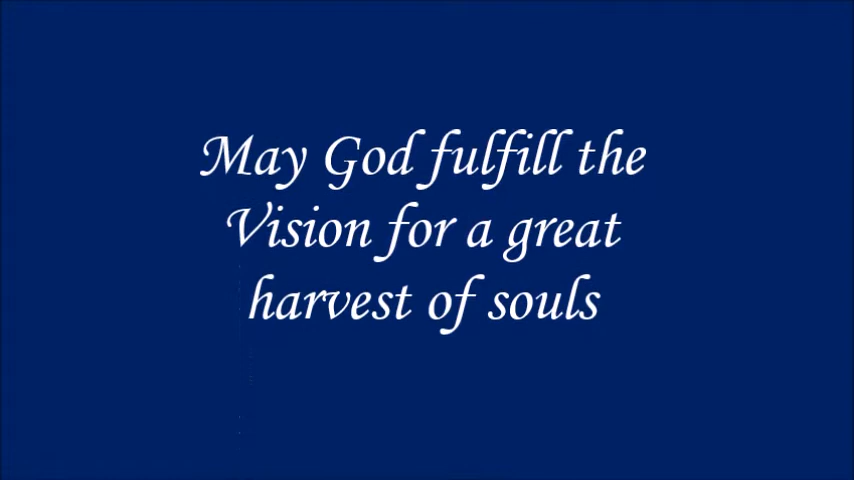 May God fulfill the
Vision for a great
harvest of souls